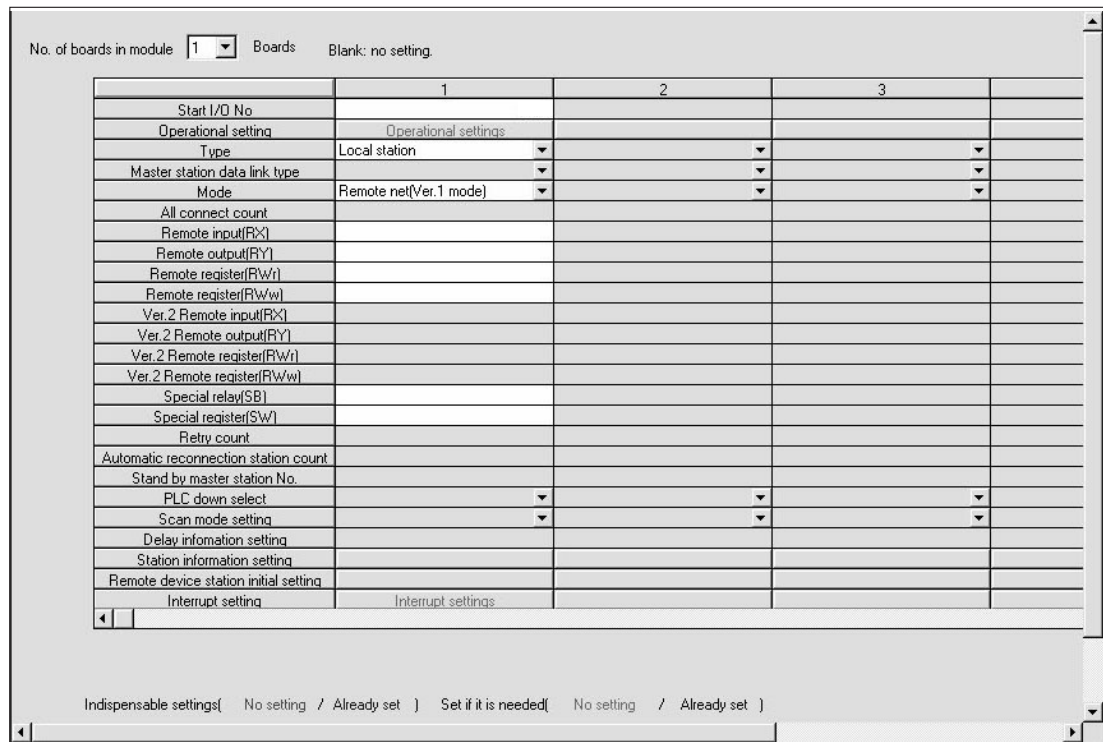 No. of boards in module 1 Boards Blank: no setting.
1 2 3
Start I/O No
Operational setting Operational settings
Type Local station
Master station data link type
Mode Remote net(Ver.1 mode)
All connect count
Remote input(RX)
Remote output(RY)
Remote register(RWr)
Remote register(RWw)
Ver.2 Remote input(RX)
Ver.2 Remote output(RY)
Ver.2 Remote register(RWr)
Ver.2 Remote register(RWw)
Special relay(SB)
Special register(SW)
Retry count
Automatic reconnection station count
Stand by master station No.
PLC down select
Scan mode setting
Delay infomation setting
Station information setting
Remote device station initial setting
Interrupt setting Interrupt settings
Indispensable settings( No setting / Already set ) Set if it is needed( No setting / Already set )